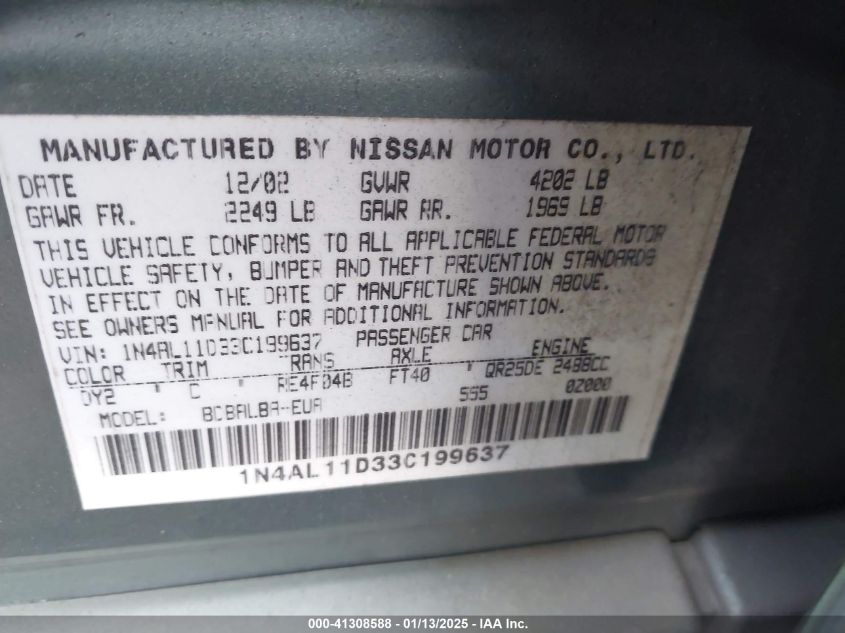 MANUFACTURED BY NISSAN MOTOR CO., LTD.
DATE 12/02 GVWR 4202 LB
GAWR FR. 2249 LB GAWR RR. 1969 LB
THIS VEHICLE CONFORMS TO ALL APPLICABLE FEDERAL MOTOR
VEHICLE SAFETY, BUMPER AND THEFT PREVENTION STANDARDS
IN EFFECT ON THE DATE OF MANUFACTURE SHOWN ABOVE.
SEE OWNERS MANUAL FOR ADDITIONAL INFORMATION.
VIN: 1N4AL11D33C199637 PASSENGER CAR
COLOR TRIM TRANS AXLE ENGINE
DY2 " C " RE4F04B FT40 " QR25DE 2488CC
MODEL: BCBALBA-EUA 5S5 0Z000
1N4AL11D33C199637
000-41308588 - 01/13/2025 - IAA Inc.